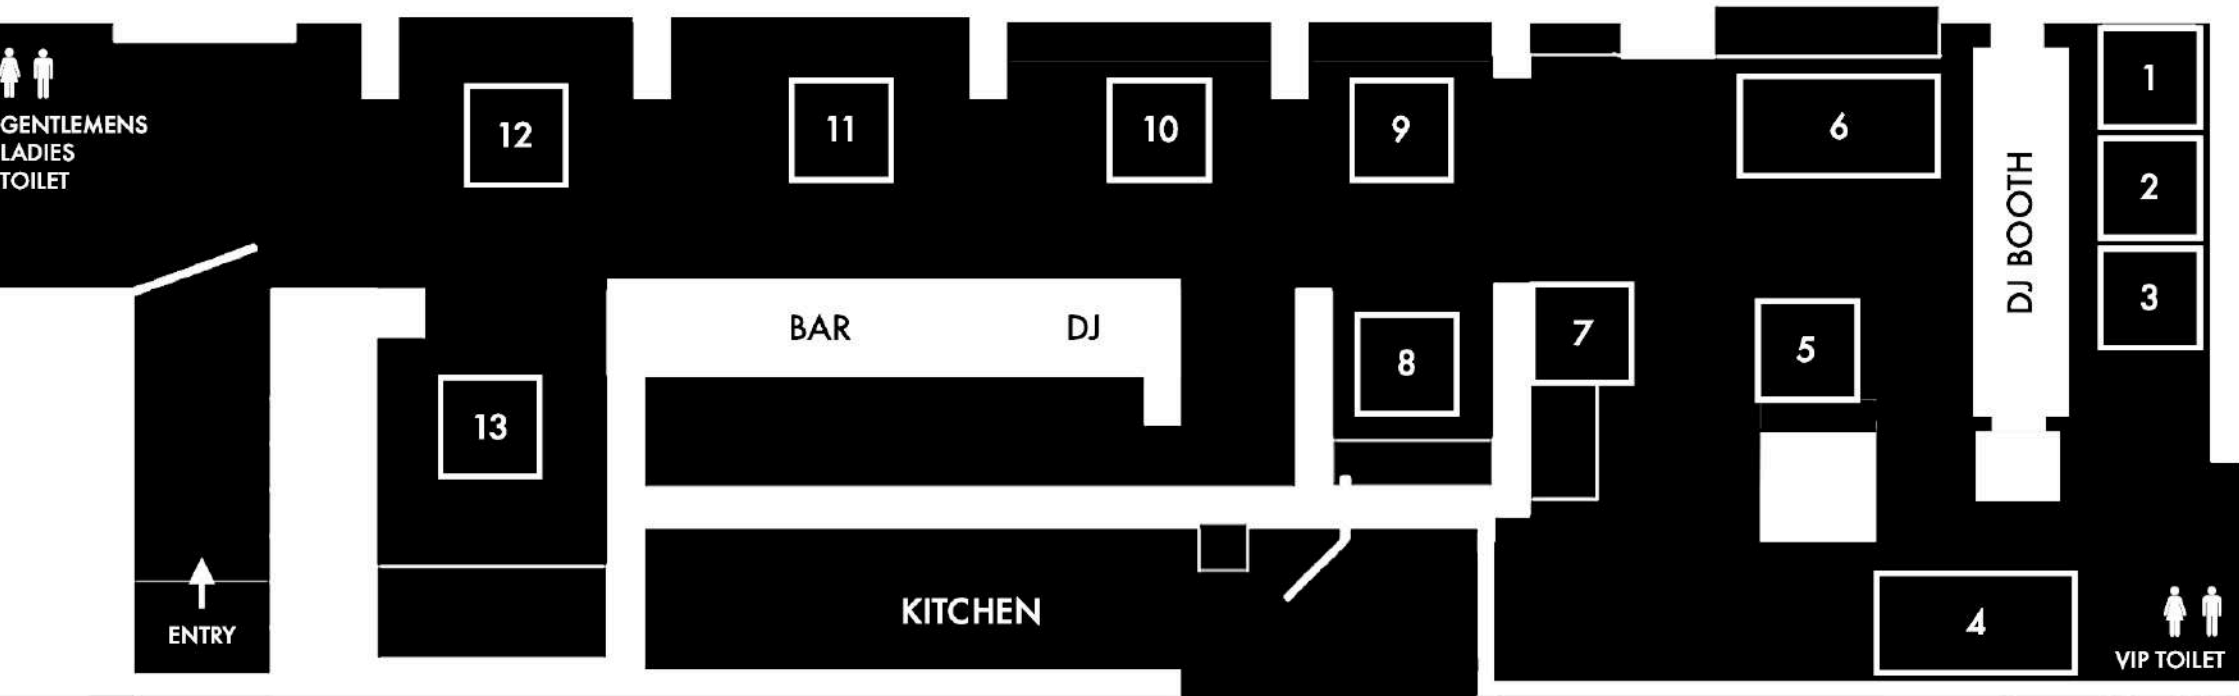 GENTLEMENS
LADIES
TOILET
12
11
10
9
6
1
2
3
DJ BOOTH
BAR
DJ
8
7
5
13
ENTRY
KITCHEN
4
VIP TOILET